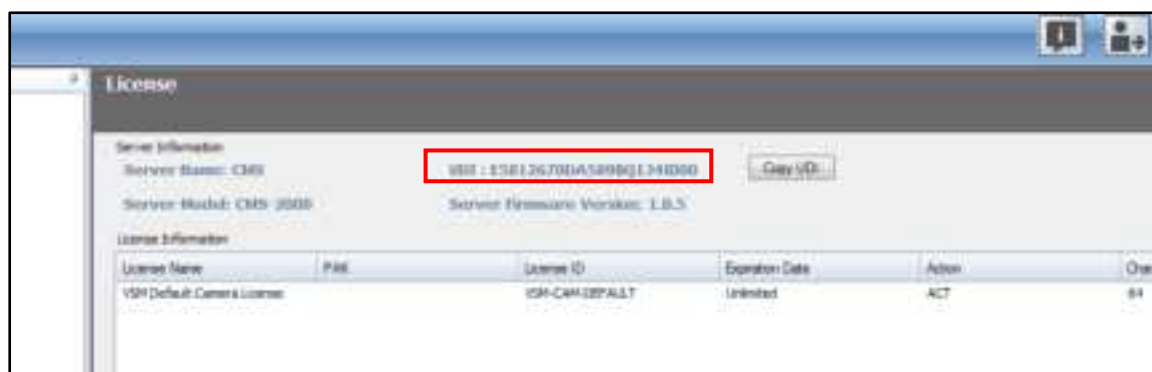 License
Server Information
Server Name: CMS
Copy UDI
Server Model: CMS 2000
Server Firmware Version: 1.0.5
License Information
License Name PAK License ID Expiration Date Action
VSM Default Camera License VSM-CAM-DEFAULT Unlimited ACT 64